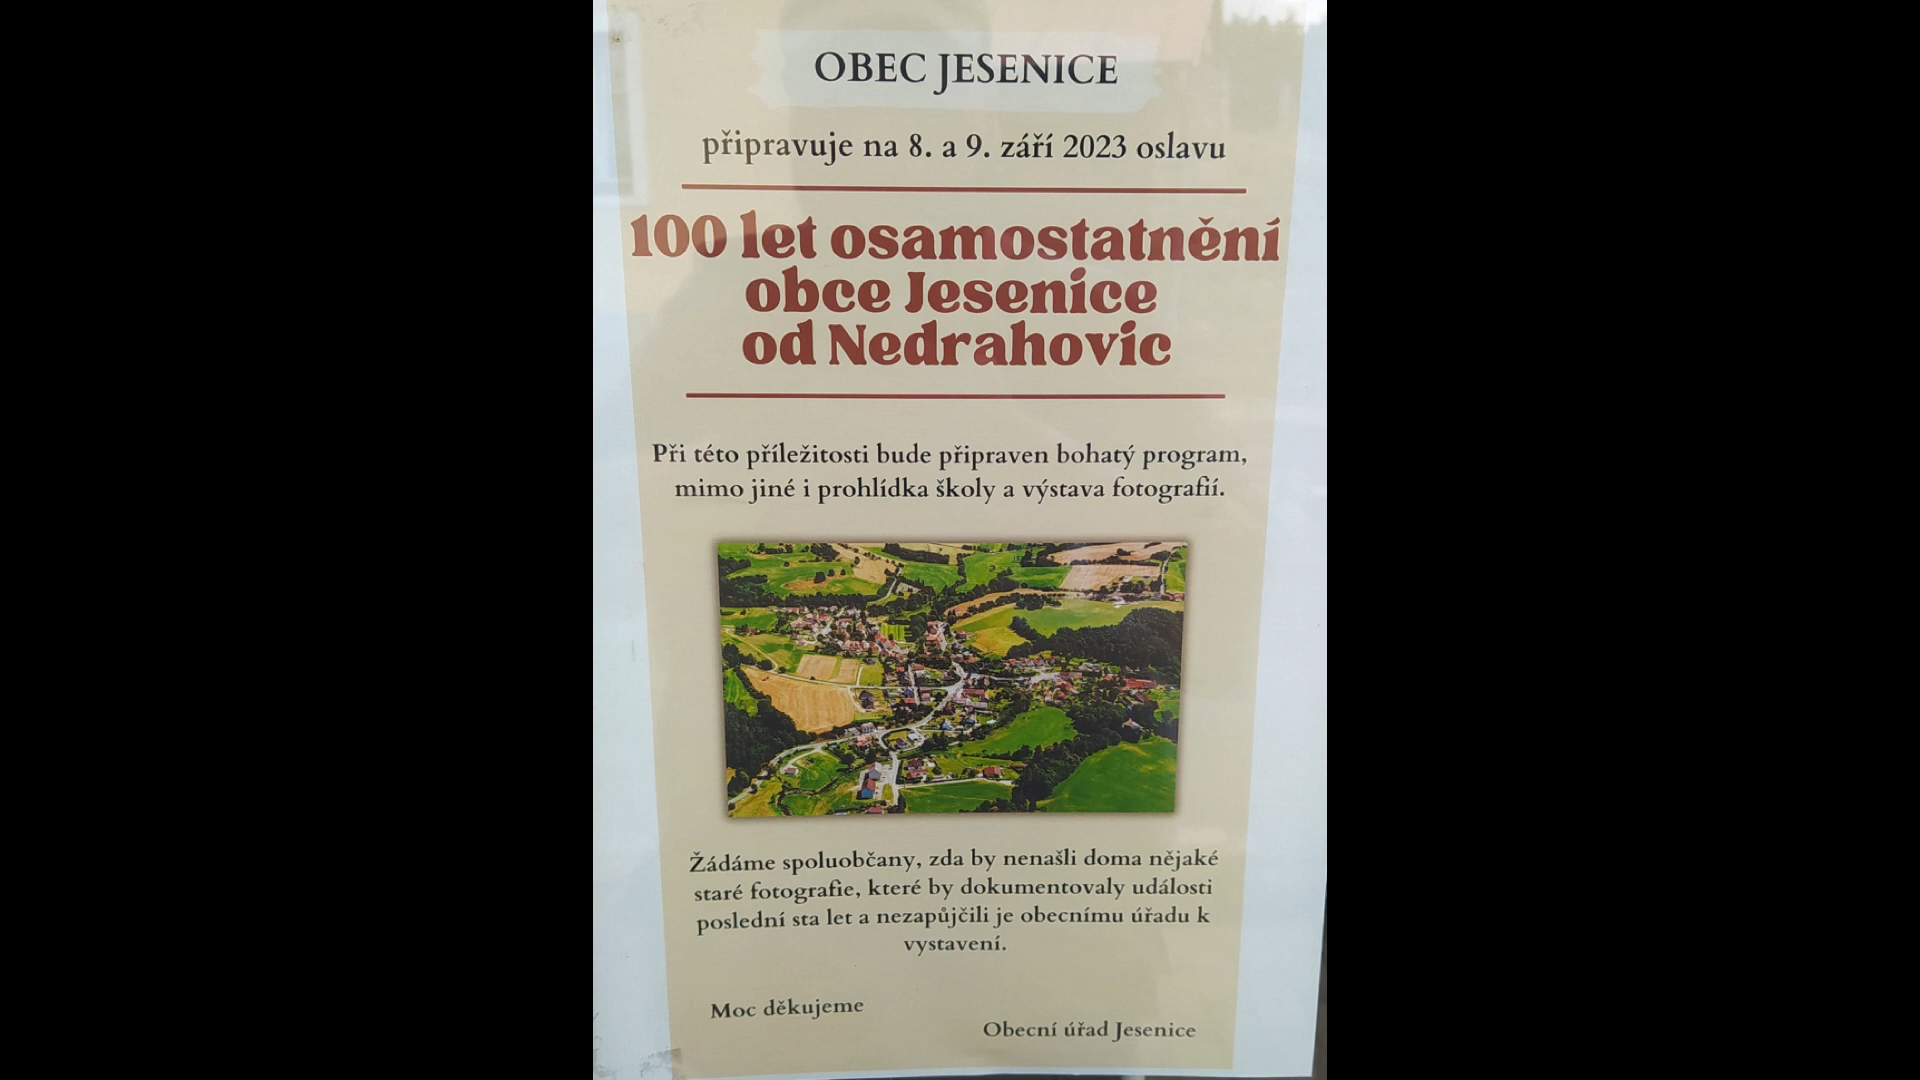 OBEC JESENICE
připravuje na 8. a 9. září 2023 oslavu
100 let osamostatnění
obce Jesenice
od Nedrahovic
Při této příležitosti bude připraven bohatý program,
mimo jiné i prohlídka školy a výstava fotografií.
Žádáme spoluobčany, zda by nenašli doma nějaké
staré fotografie, které by dokumentovaly události
poslední sta let a nezapůjčili je obecnímu úřadu k
vystavení.
Moc děkujeme
Obecní úřad Jesenice